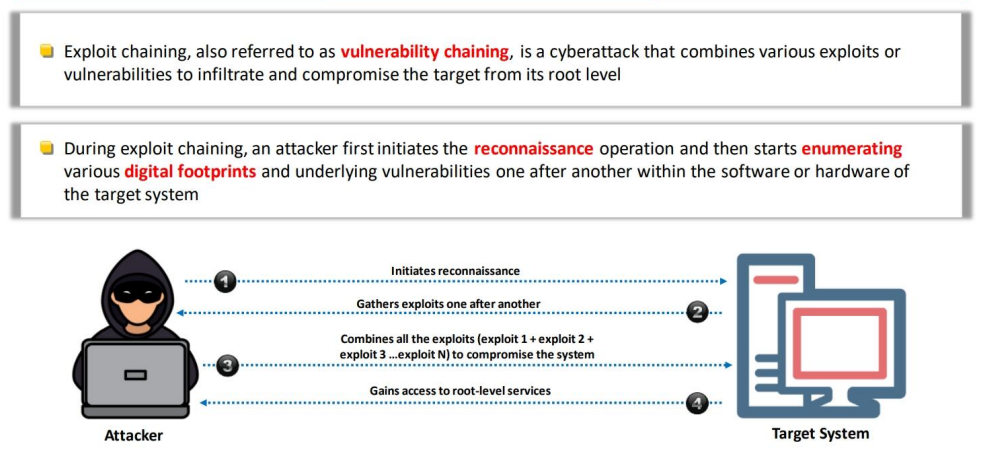 Exploit chaining, also referred to as vulnerability chaining, is a cyberattack that combines various exploits or
vulnerabilities to infiltrate and compromise the target from its root level
During exploit chaining, an attacker first initiates the reconnaissance operation and then starts enumerating
various digital footprints and underlying vulnerabilities one after another within the software or hardware of
the target system
1
Initiates reconnaissance
Gathers exploits one after another
2
Combines all the exploits (exploit 1 + exploit 2 +
exploit 3 ...exploit N) to compromise the system
3
Gains access to root-level services
4
Attacker
Target System